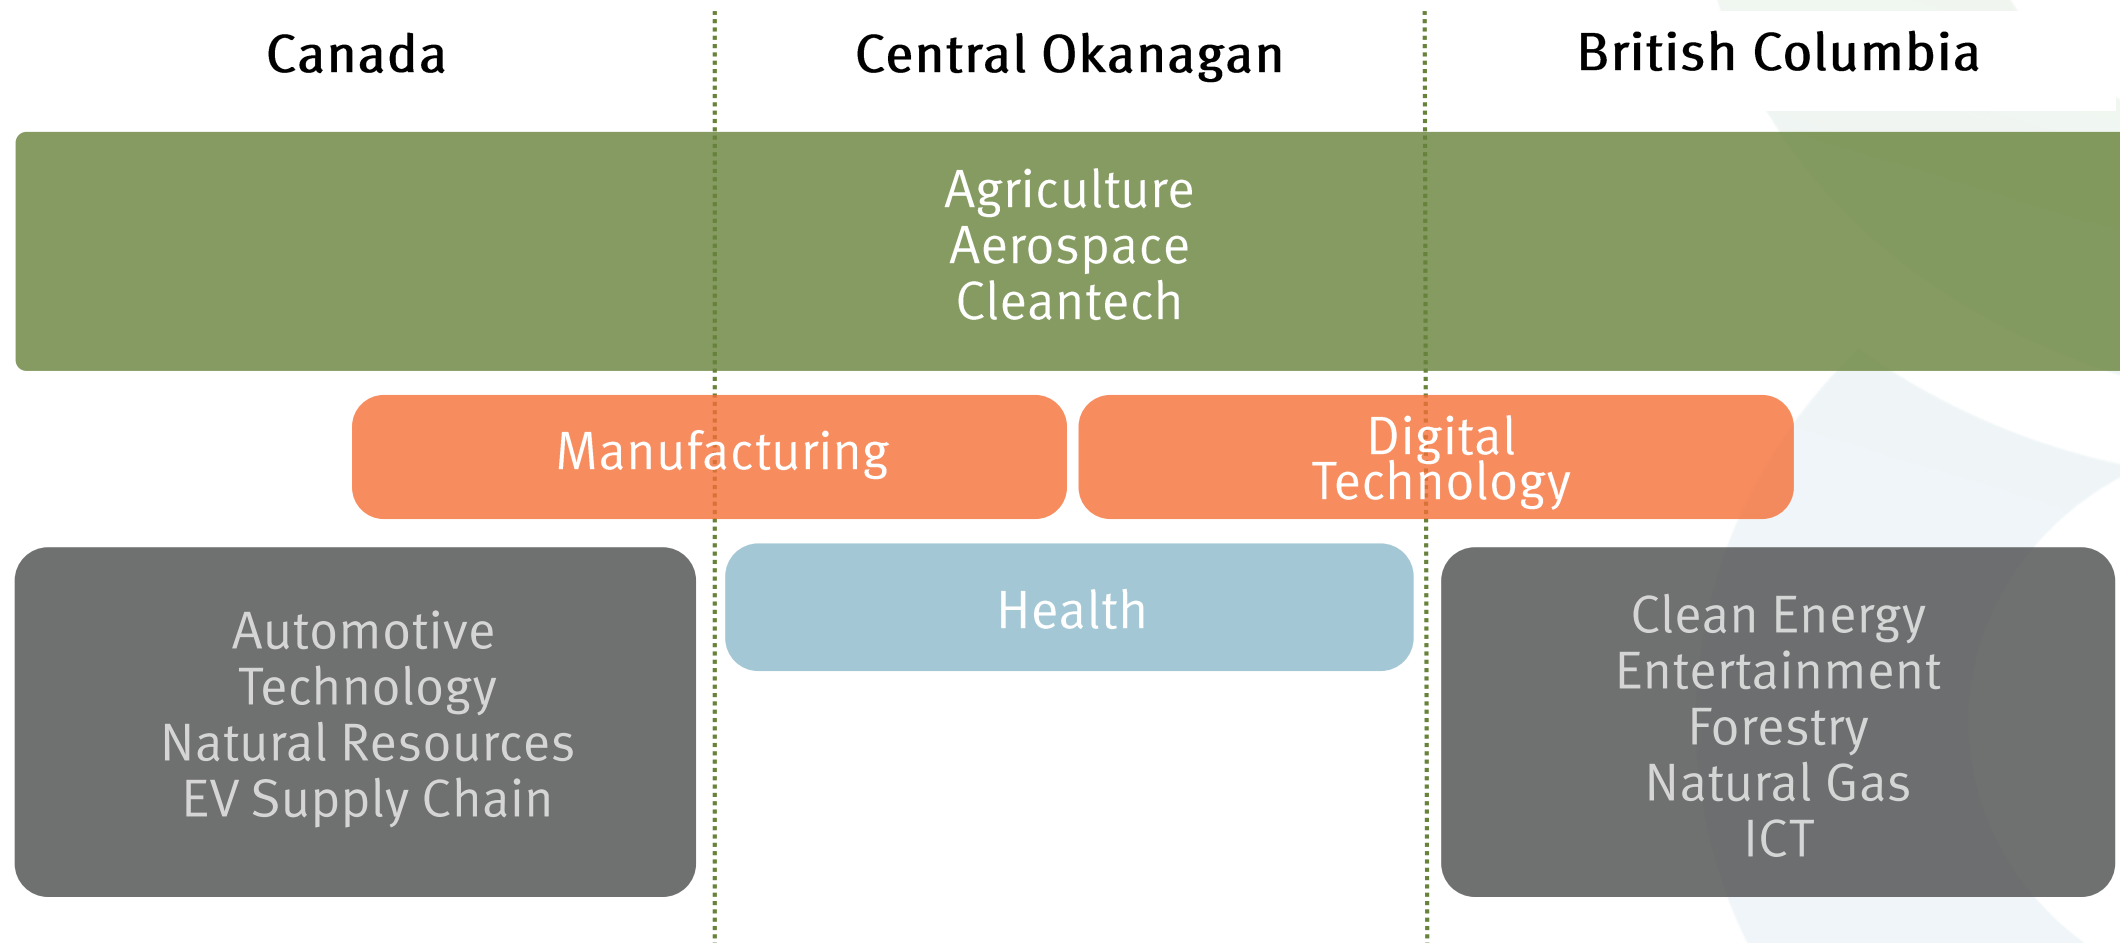 Canada
Central Okanagan
British Columbia
Agriculture
Aerospace
Cleantech
Manufacturing
Digital
Technology
Automotive
Technology
Natural Resources
EV Supply Chain
Health
Clean Energy
Entertainment
Forestry
Natural Gas
ICT